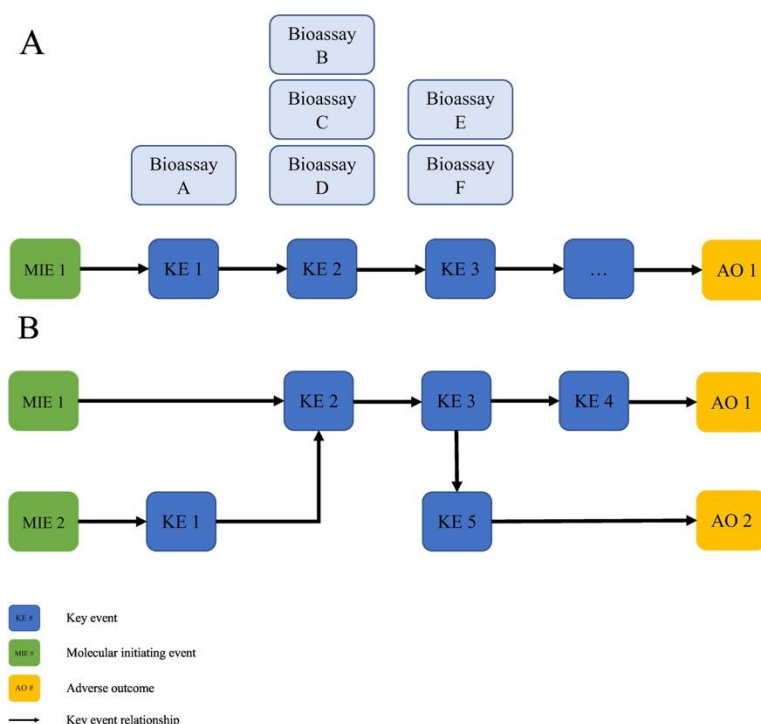 A
Bioassay
B
Bioassay
C
Bioassay
E
Bioassay
A
Bioassay
D
Bioassay
F
MIE 1
KE 1
KE 2
KE 3
...
AO 1
B
MIE 1
KE 2
KE 3
KE 4
AO 1
MIE 2
KE 1
KE 5
AO 2
KE #
Key event
MIE #
Molecular initiating event
AO #
Adverse outcome
Key event relationship